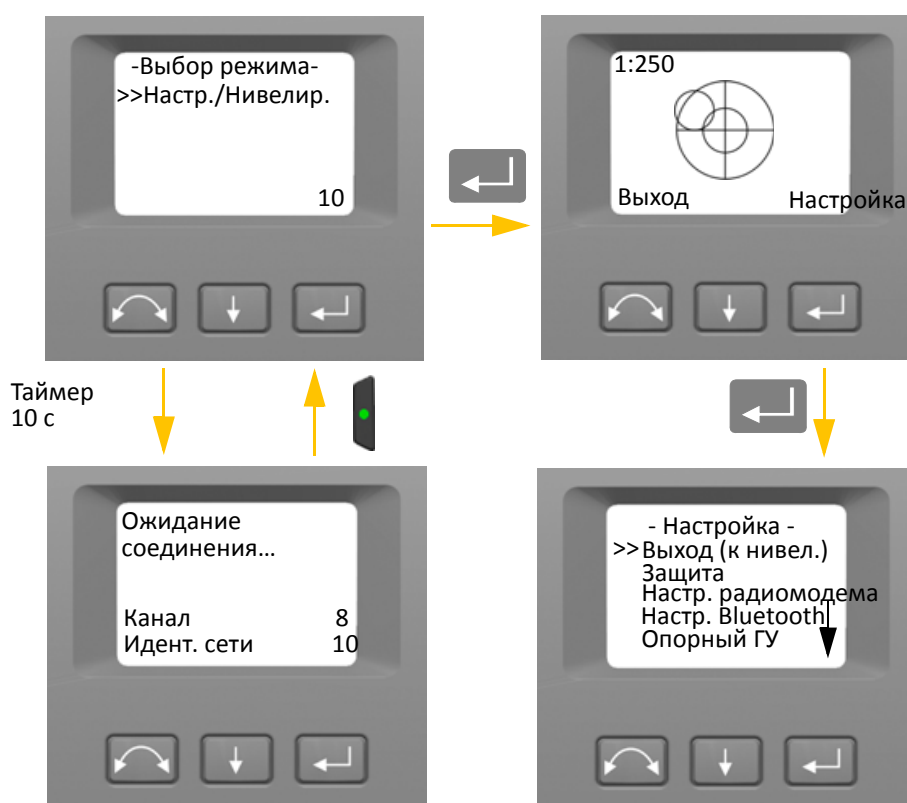 -Выбор режима-
>>Настр./Нивелир.
10
1:250
Выход Настройка
Таймер
10 с
Ожидание
соединения...
Канал 8
Идент. сети 10
- Настройка -
>>Выход (к нивел.)
Защита
Настр. радиомодема
Настр. Bluetooth
Опорный ГУ